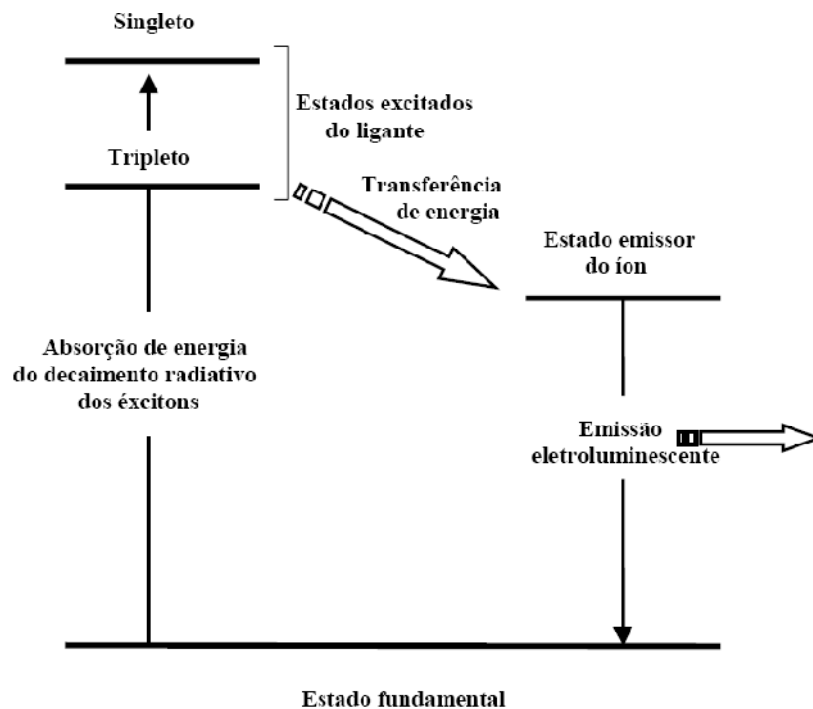 Singleto
Estados excitados
do ligante
Tripleto
Transferência
de energia
Estado emissor
do íon
Absorção de energia
do decaimento radiativo
dos éxcitons
Emissão
eletroluminescente
Estado fundamental